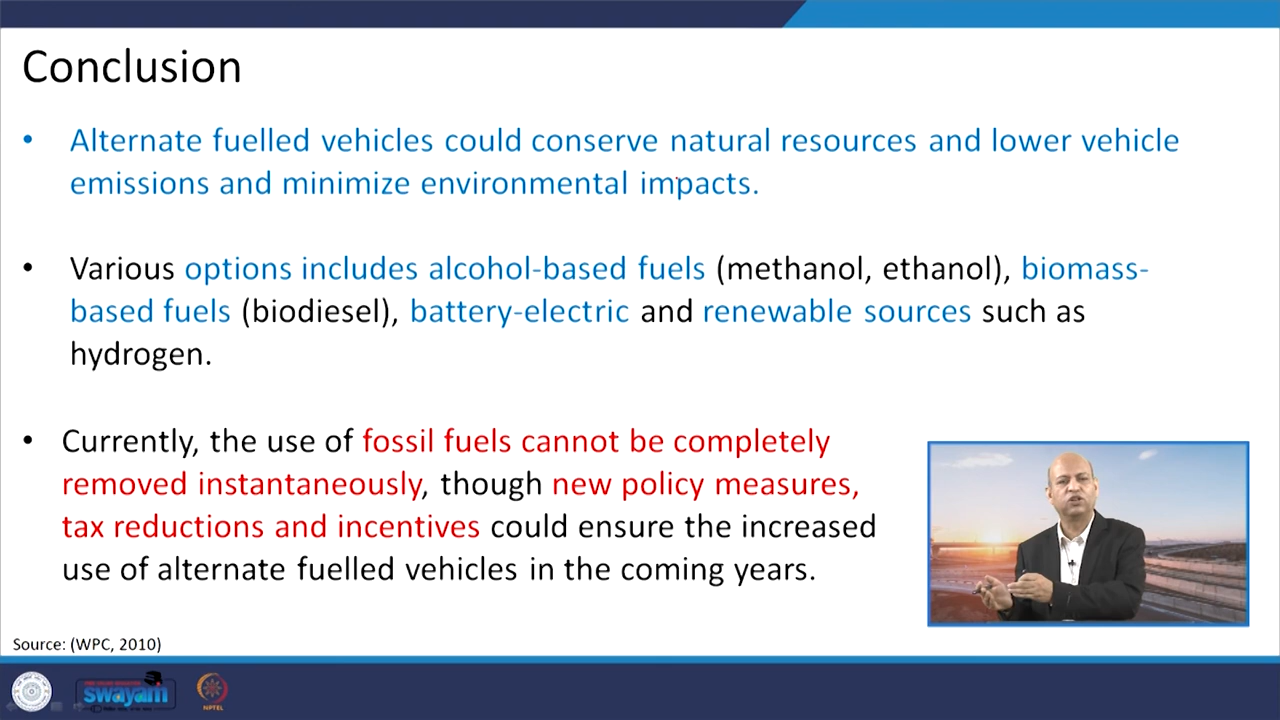 Conclusion
• Alternate fuelled vehicles could conserve natural resources and lower vehicle
emissions and minimize environmental impacts.
• Various options includes alcohol-based fuels (methanol, ethanol), biomass-
based fuels (biodiesel), battery-electric and renewable sources such as
hydrogen.
• Currently, the use of fossil fuels cannot be completely
removed instantaneously, though new policy measures,
tax reductions and incentives could ensure the increased
use of alternate fuelled vehicles in the coming years.
Source: (WPC, 2010)
swayam
NPTEL